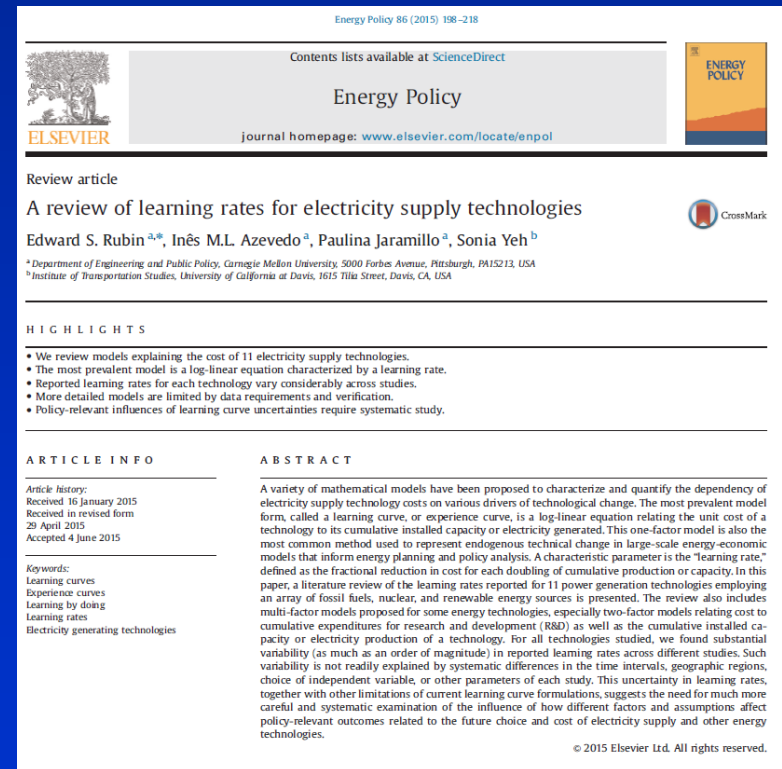 Energy Policy 86 (2015) 198–218
Contents lists available at ScienceDirect
Energy Policy
journal homepage: www.elsevier.com/locate/enpol
ELSEVIER
ENERGY
POLICY
Review article
A review of learning rates for electricity supply technologies
CrossMark
Edward S. Rubin a,*, Inês M.L. Azevedo a, Paulina Jaramillo a, Sonia Yeh b
a Department of Engineering and Public Policy, Carnegie Mellon University, 5000 Forbes Avenue, Pittsburgh, PA15213, USA
b Institute of Transportation Studies, University of California at Davis, 1615 Tilia Street, Davis, CA, USA
HIGHLIGHTS
• We review models explaining the cost of 11 electricity supply technologies.
• The most prevalent model is a log-linear equation characterized by a learning rate.
• Reported learning rates for each technology vary considerably across studies.
• More detailed models are limited by data requirements and verification.
• Policy-relevant influences of learning curve uncertainties require systematic study.
ARTICLE INFO
Article history:
Received 16 January 2015
Received in revised form
29 April 2015
Accepted 4 June 2015
Keywords:
Learning curves
Experience curves
Learning by doing
Learning rates
Electricity generating technologies
ABSTRACT
A variety of mathematical models have been proposed to characterize and quantify the dependency of
electricity supply technology costs on various drivers of technological change. The most prevalent model
form, called a learning curve, or experience curve, is a log-linear equation relating the unit cost of a
technology to its cumulative installed capacity or electricity generated. This one-factor model is also the
most common method used to represent endogenous technical change in large-scale energy-economic
models that inform energy planning and policy analysis. A characteristic parameter is the "learning rate,"
defined as the fractional reduction in cost for each doubling of cumulative production or capacity. In this
paper, a literature review of the learning rates reported for 11 power generation technologies employing
an array of fossil fuels, nuclear, and renewable energy sources is presented. The review also includes
multi-factor models proposed for some energy technologies, especially two-factor models relating cost to
cumulative expenditures for research and development (R&D) as well as the cumulative installed ca-
pacity or electricity production of a technology. For all technologies studied, we found substantial
variability (as much as an order of magnitude) in reported learning rates across different studies. Such
variability is not readily explained by systematic differences in the time intervals, geographic regions,
choice of independent variable, or other parameters of each study. This uncertainty in learning rates,
together with other limitations of current learning curve formulations, suggests the need for much more
careful and systematic examination of the influence of how different factors and assumptions affect
policy-relevant outcomes related to the future choice and cost of electricity supply and other energy
technologies.
© 2015 Elsevier Ltd. All rights reserved.